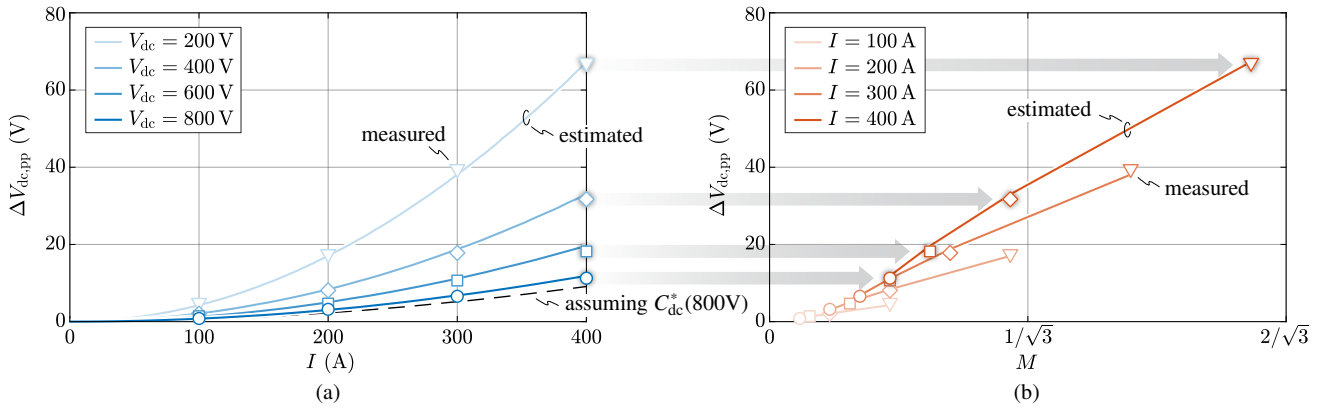 80
60
40
20
0
ΔV_dc,pp (V)
V_dc = 200 V
V_dc = 400 V
V_dc = 600 V
V_dc = 800 V
measured
estimated
assuming C*_dc(800V)
0 100 200 300 400
I (A)
(a)
80
60
40
20
0
ΔV_dc,pp (V)
I = 100 A
I = 200 A
I = 300 A
I = 400 A
estimated
measured
0 1/√3 2/√3
M
(b)